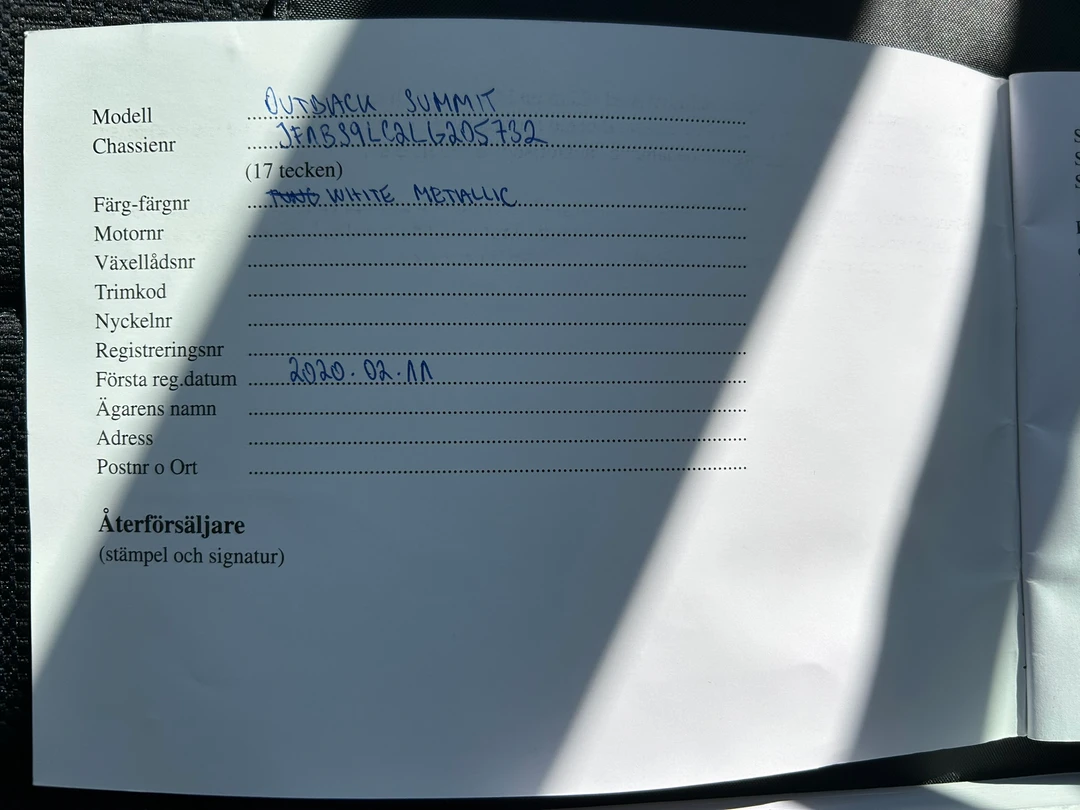 Modell OUTBACK SUMMIT
Chassienr JF1BS9LC2LG205732
(17 tecken)
Färg-färgnr WHITE METALLIC
Motornr
Växellådsnr
Trimkod
Nyckelnr
Registreringsnr
Första reg.datum 2020.02.11
Ägarens namn
Adress
Postnr o Ort
Återförsäljare
(stämpel och signatur)